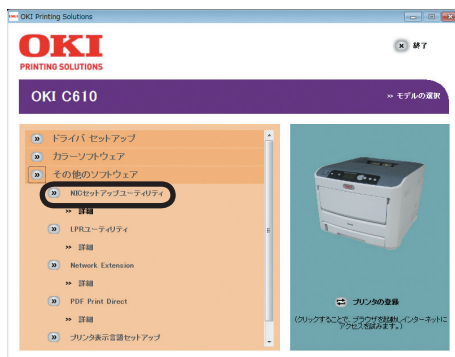 OKI Printing Solutions
OKI
PRINTING SOLUTIONS
終了
OKI C610
» モデルの選択
ドライバ セットアップ
カラーソフトウェア
その他のソフトウェア
NICセットアップユーティリティ
» 詳細
LPRユーティリティ
» 詳細
Network Extension
» 詳細
PDF Print Direct
» 詳細
プリンタ表示言語セットアップ
プリンタの登録
(クリックすることで、ブラウザを起動しインターネットに
アクセスを試みます。)